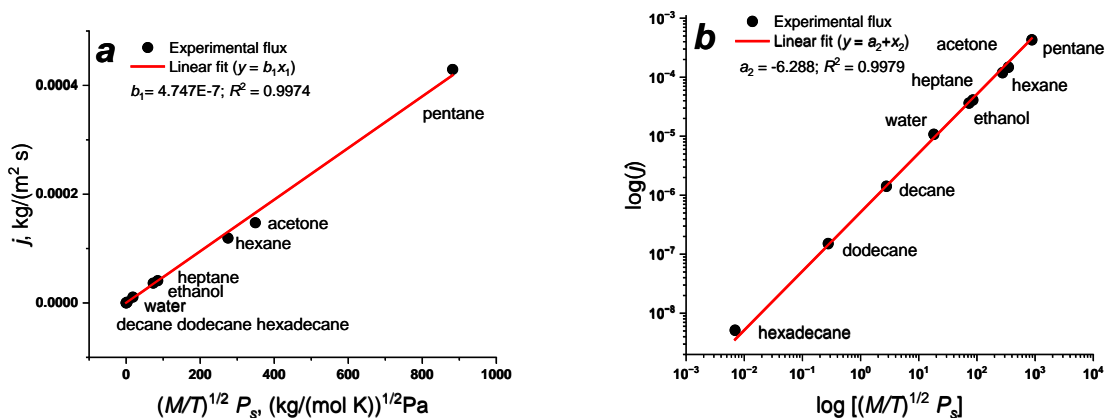 a
Experimental flux
Linear fit (y = b₁x₁)
b₁= 4.747E-7; R² = 0.9974
0.0004
0.0002
0.0000
j, kg/(m² s)
pentane
acetone
hexane
heptane
ethanol
water
decane dodecane hexadecane
0 200 400 600 800 1000
(M/T)^1/2 Pₛ, (kg/(mol K))^1/2Pa
b
Experimental flux
Linear fit (y = a₂+x₂)
a₂ = -6.288; R² = 0.9979
10⁻³
10⁻⁴
10⁻⁵
10⁻⁶
10⁻⁷
10⁻⁸
log(j)
acetone
pentane
heptane
hexane
water
ethanol
decane
dodecane
hexadecane
10⁻³ 10⁻² 10⁻¹ 10⁰ 10¹ 10² 10³
log [(M/T)^1/2 Pₛ]